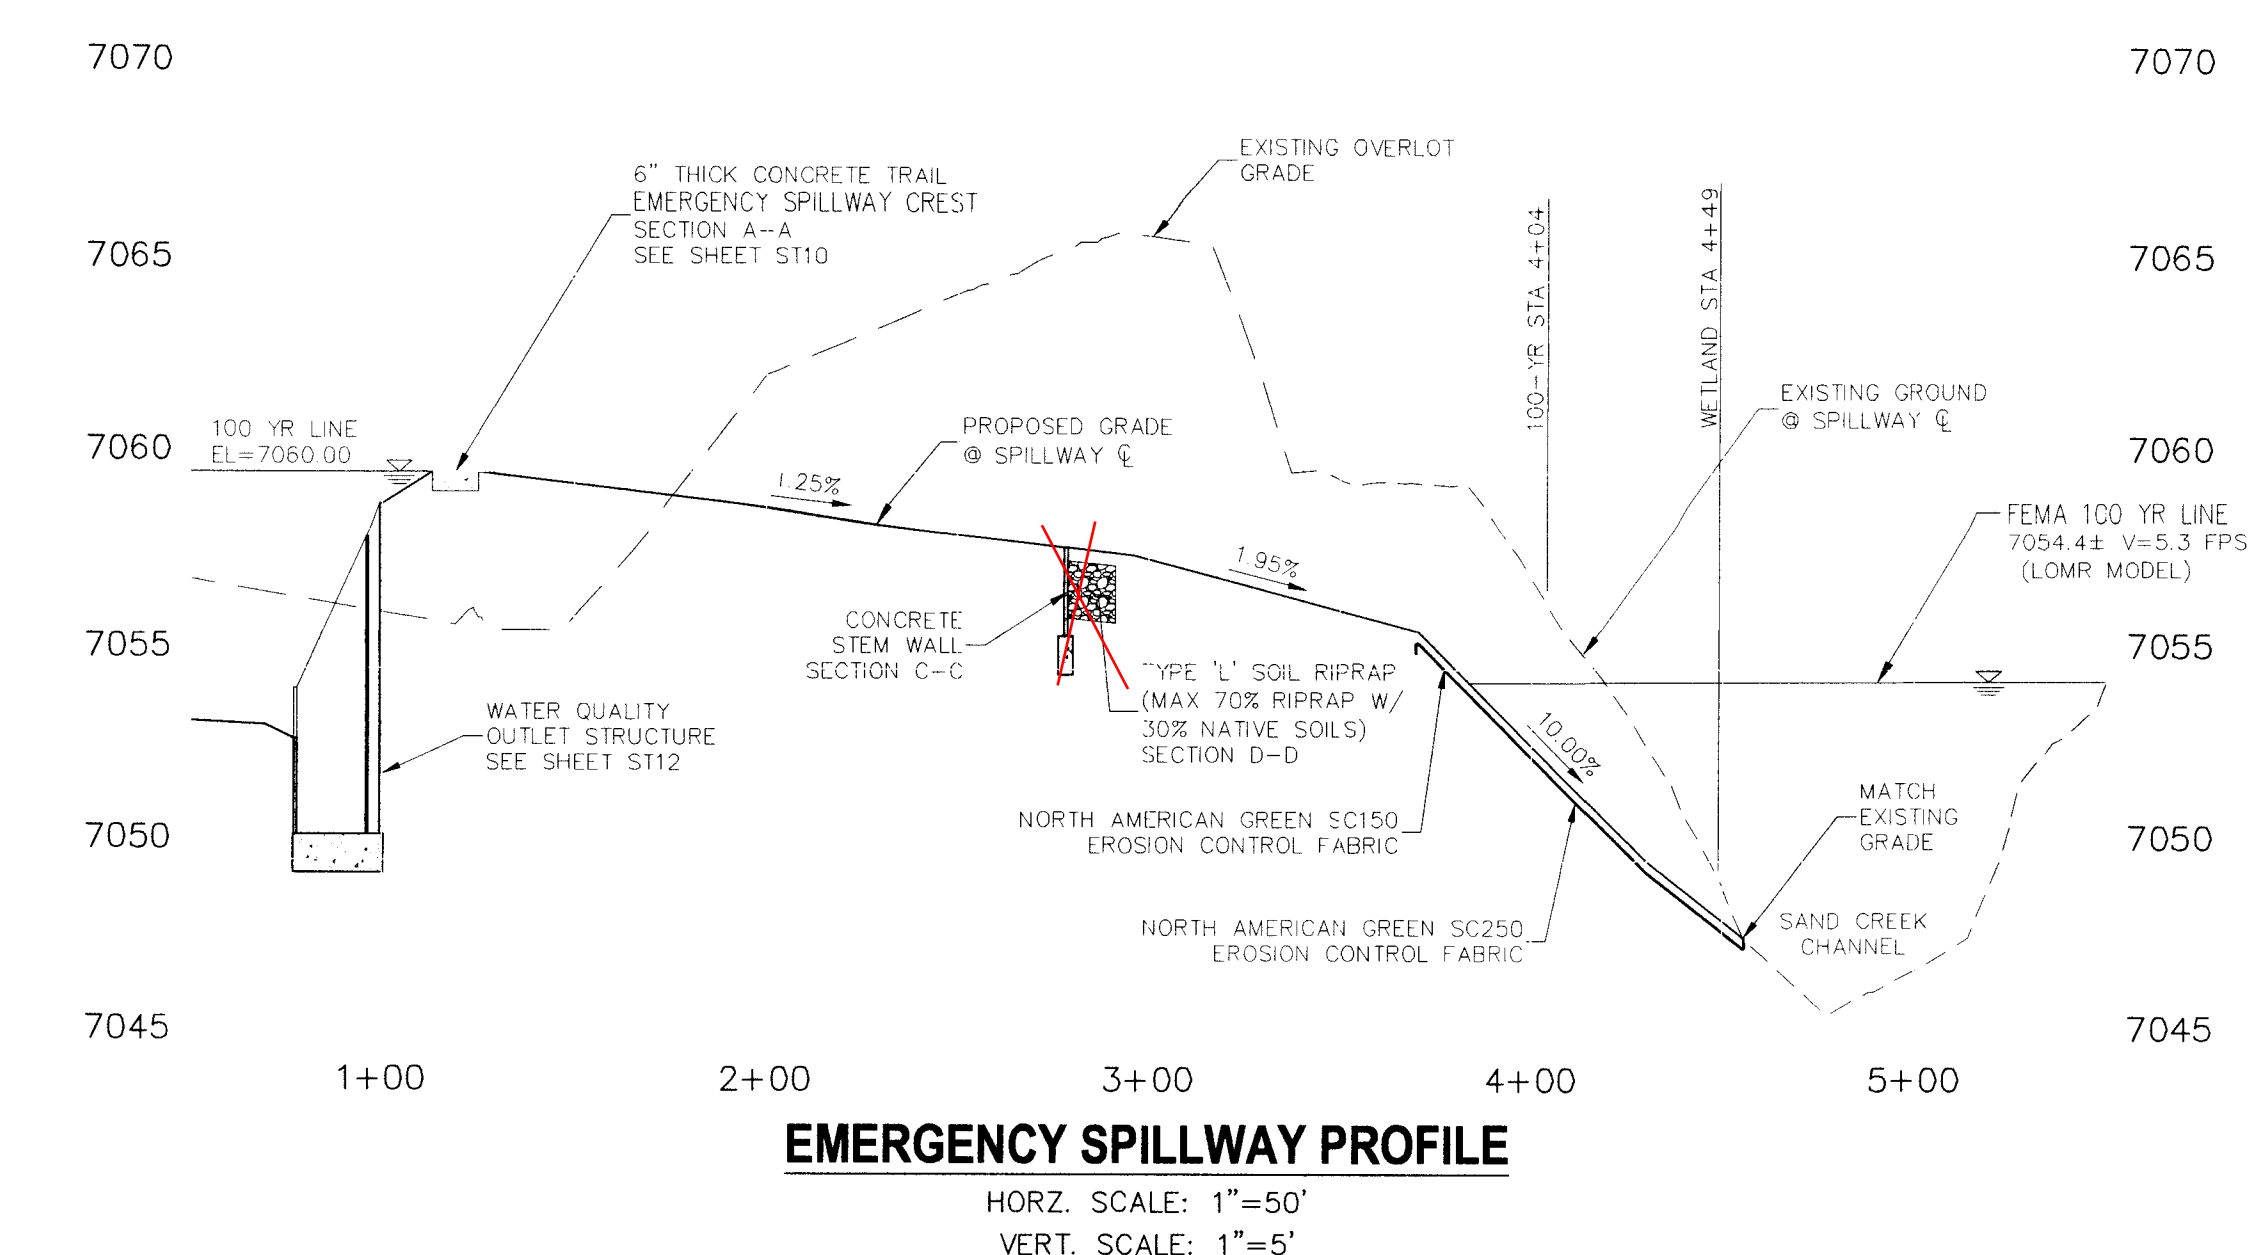 7070
7070
EXISTING OVERLOT
GRADE
6" THICK CONCRETE TRAIL
EMERGENCY SPILLWAY CREST
SECTION A--A
SEE SHEET ST10
7065
7065
100-YR STA 4+04
WETLAND STA 4+49
EXISTING GROUND
@ SPILLWAY ℄
100 YR LINE
EL=7060.00
PROPOSED GRADE
@ SPILLWAY ℄
7060
7060
1.25%
FEMA 100 YR LINE
7054.4± V=5.3 FPS
(LOMR MODEL)
1.95%
CONCRETE
STEM WALL
SECTION C-C
7055
7055
TYPE 'L' SOIL RIPRAP
(MAX 70% RIPRAP W/
30% NATIVE SOILS)
SECTION D-D
WATER QUALITY
OUTLET STRUCTURE
SEE SHEET ST12
10.00%
NORTH AMERICAN GREEN SC150
EROSION CONTROL FABRIC
MATCH
EXISTING
GRADE
7050
7050
NORTH AMERICAN GREEN SC250
EROSION CONTROL FABRIC
SAND CREEK
CHANNEL
7045
7045
1+00
2+00
3+00
4+00
5+00
EMERGENCY SPILLWAY PROFILE
HORZ. SCALE: 1"=50'
VERT. SCALE: 1"=5'